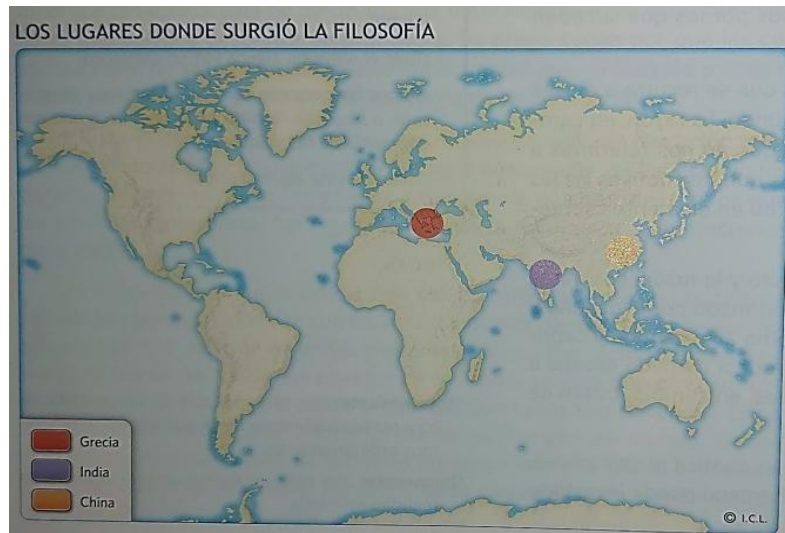 LOS LUGARES DONDE SURGIÓ LA FILOSOFÍA
Grecia
India
China
© I.C.L.